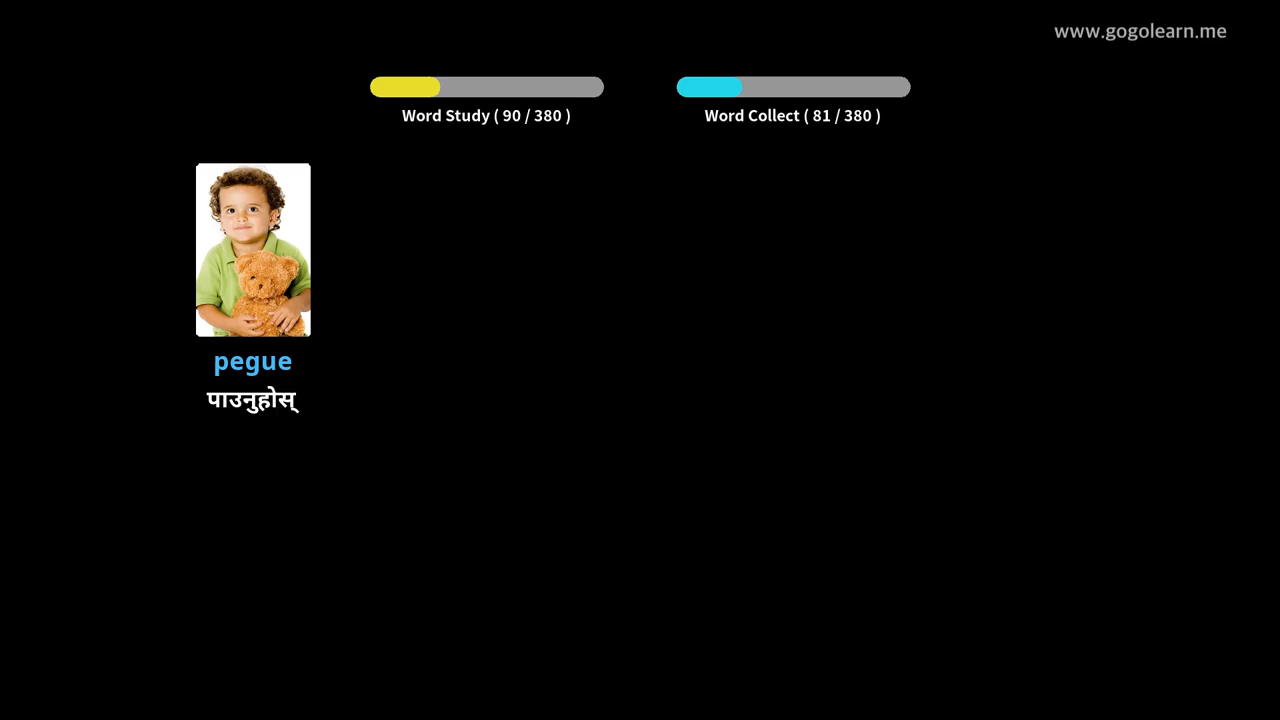 www.gogolearn.me
Word Study ( 90 / 380 )
Word Collect ( 81 / 380 )
pegue
पाउनुहोस्